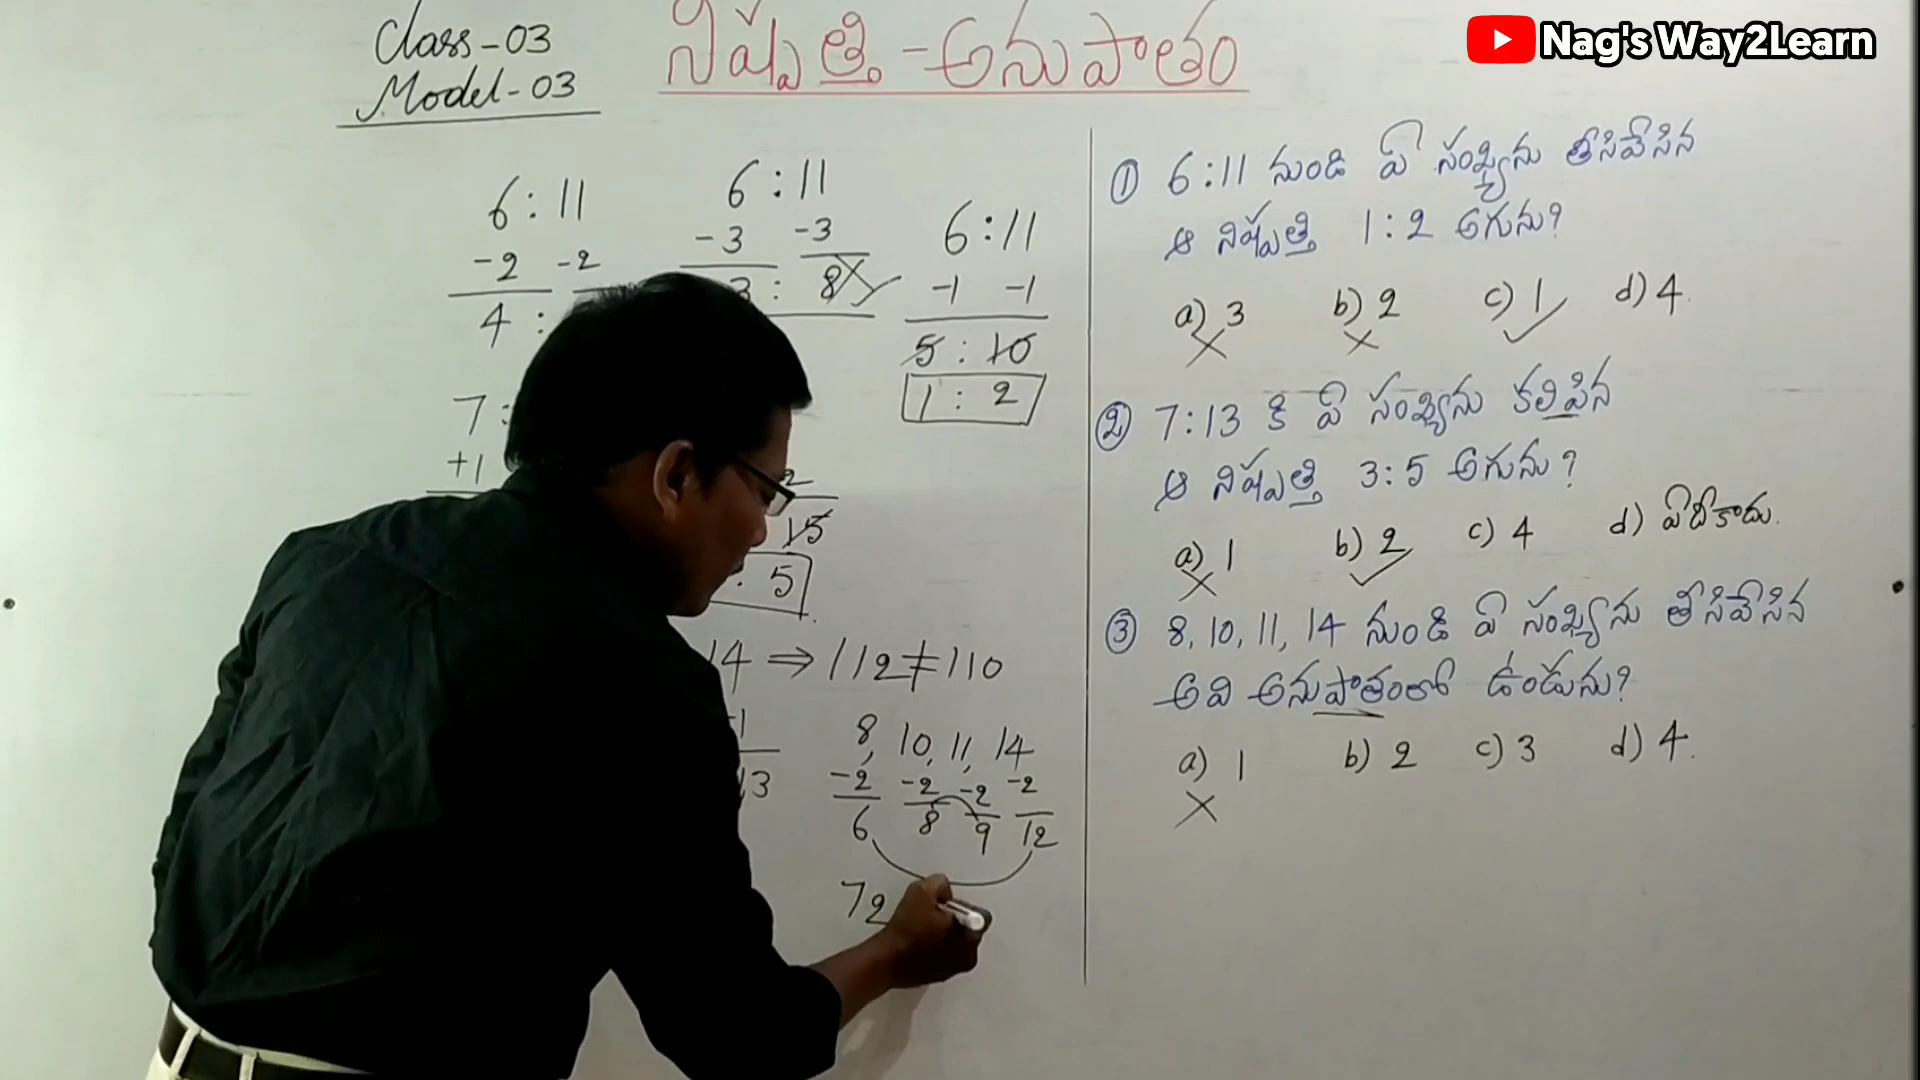 Class-03
Model-03
నిష్పత్తి - అనుపాతం
Nag's Way2Learn
6 : 11
-2 -2
4 :
6 : 11
-3 -3
3 : 8
6 : 11
-1 -1
5 : 10
1 : 2
7 :
+1
2
15
5
14 ⇒ 112 ≠ 110
-1
13
8, 10, 11, 14
-2 -2 -2 -2
6 8 9 12
72
① 6:11 నుండి ఏ సంఖ్యను తీసివేసిన
ఆ నిష్పత్తి 1:2 అగును?
a) 3 b) 2 c) 1 d) 4.
② 7:13 కి ఏ సంఖ్యను కలిపిన
ఆ నిష్పత్తి 3:5 అగును?
a) 1 b) 2 c) 4 d) ఏదీకాదు.
③ 8, 10, 11, 14 నుండి ఏ సంఖ్యను తీసివేసిన
అవి అనుపాతంలో ఉండును?
a) 1 b) 2 c) 3 d) 4.